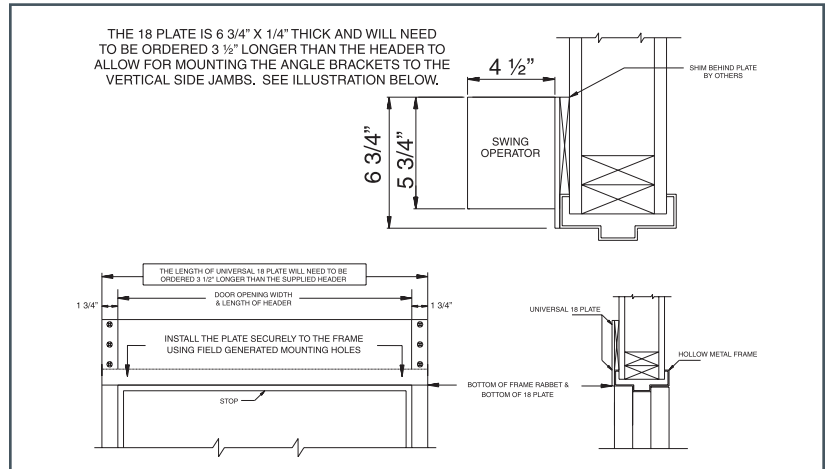 THE 18 PLATE IS 6 3/4” X 1/4” THICK AND WILL NEED
TO BE ORDERED 3 ½” LONGER THAN THE HEADER TO
ALLOW FOR MOUNTING THE ANGLE BRACKETS TO THE
VERTICAL SIDE JAMBS. SEE ILLUSTRATION BELOW.
4 ½”
SHIM BEHIND PLATE
BY OTHERS
6 3/4”
5 3/4”
SWING
OPERATOR
THE LENGTH OF UNIVERSAL 18 PLATE WILL NEED TO BE
ORDERED 3 1/2" LONGER THAN THE SUPPLIED HEADER
1 3/4”
DOOR OPENING WIDTH
& LENGTH OF HEADER
1 3/4”
INSTALL THE PLATE SECURELY TO THE FRAME
USING FIELD GENERATED MOUNTING HOLES
STOP
UNIVERSAL 18 PLATE
HOLLOW METAL FRAME
BOTTOM OF FRAME RABBET &
BOTTOM OF 18 PLATE